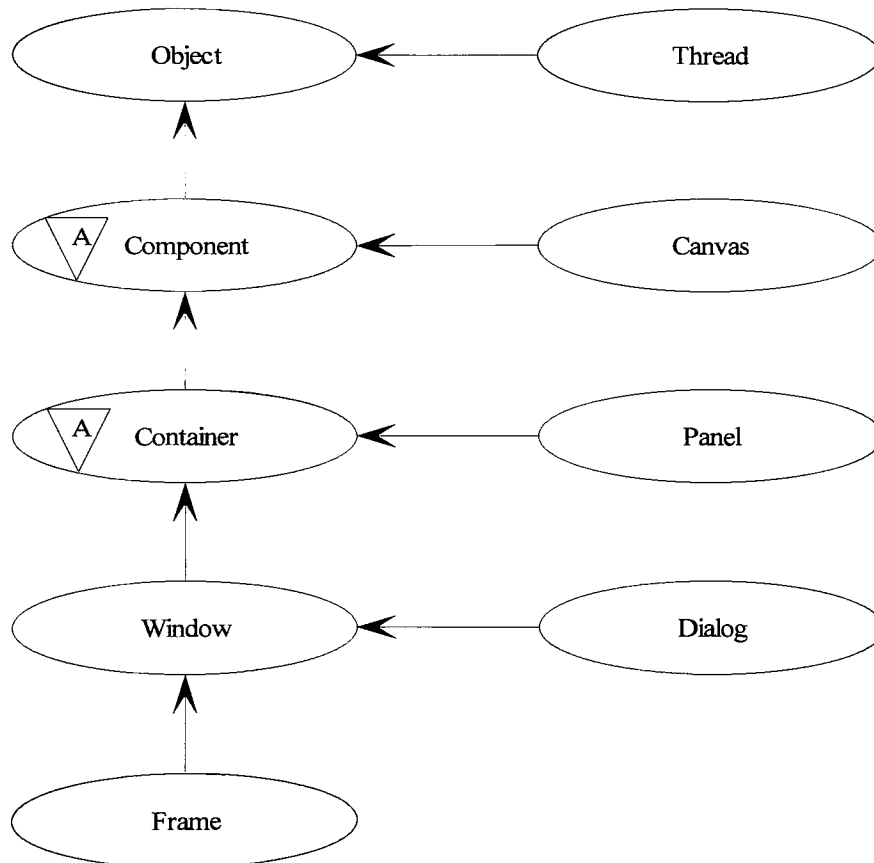 Object
Thread
A
Component
Canvas
A
Container
Panel
Window
Dialog
Frame